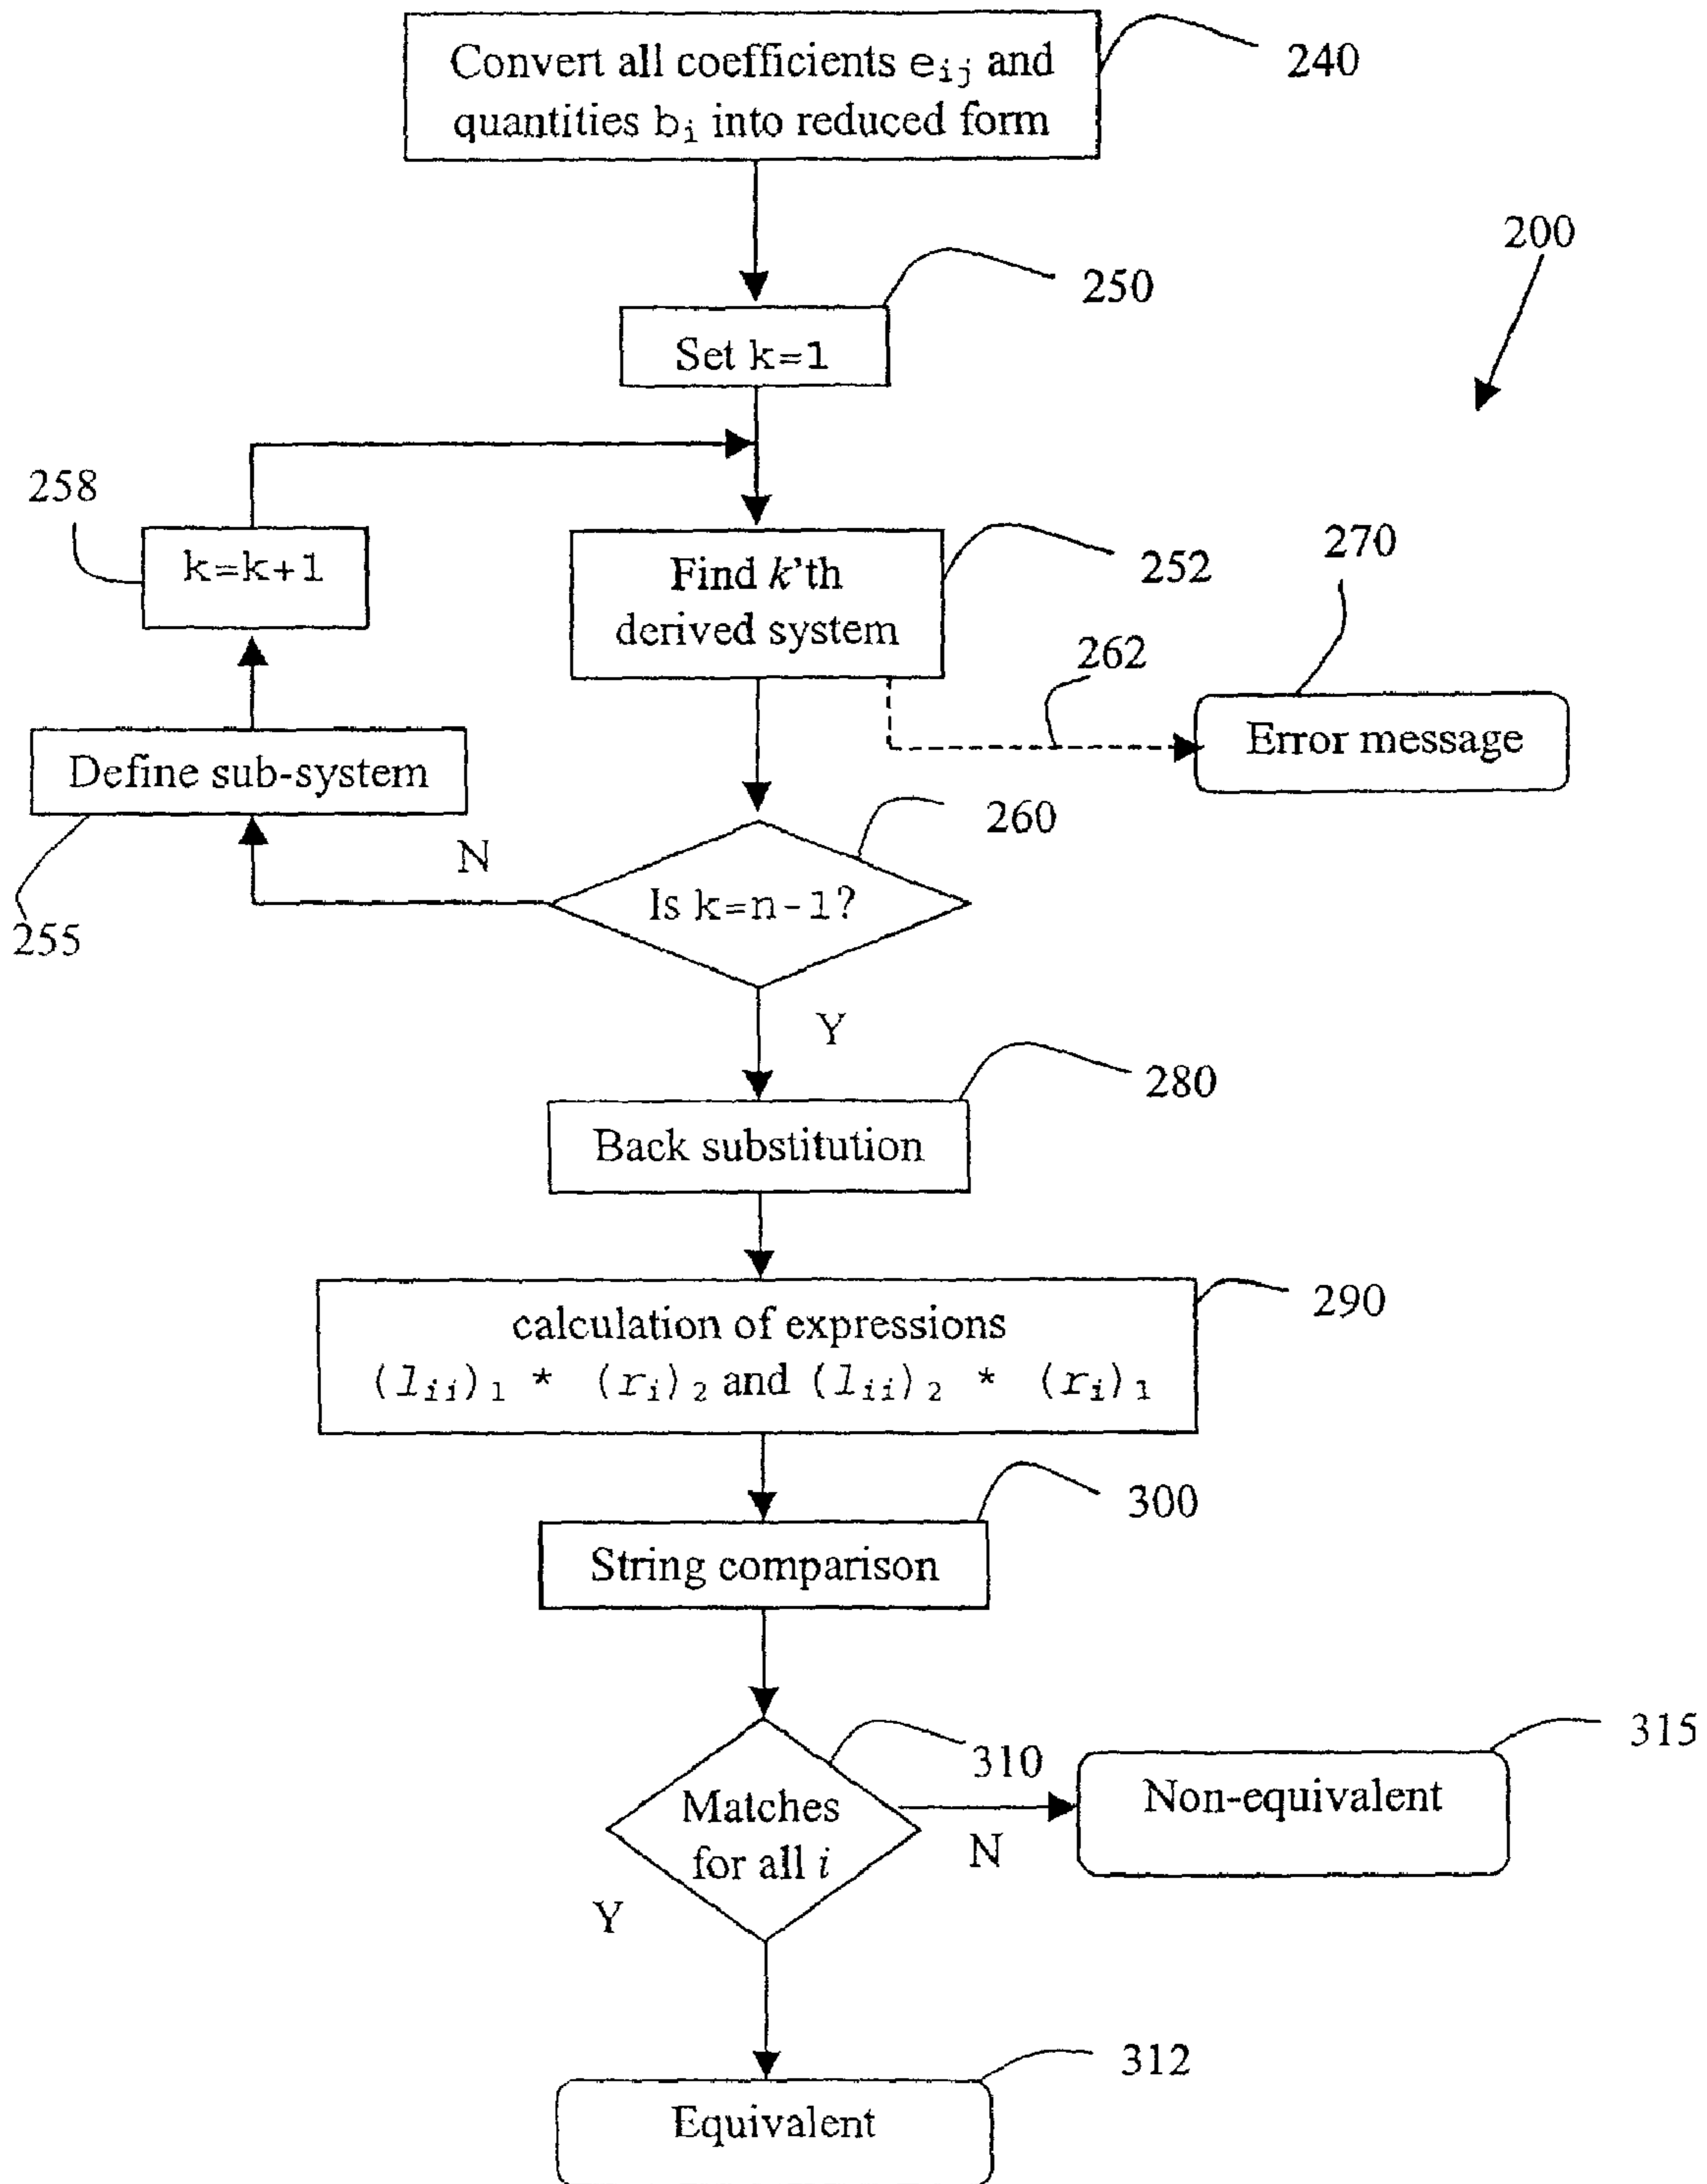 Convert all coefficients eij and
quantities bi into reduced form
240
200
250
Set k=1
258
k=k+1
Find k'th
derived system
252
270
262
Error message
Define sub-system
255
260
N
Is k=n-1?
Y
280
Back substitution
290
calculation of expressions
(lii)1 * (ri)2 and (lii)2 * (ri)1
300
String comparison
310
315
Matches
for all i
Non-equivalent
N
Y
312
Equivalent